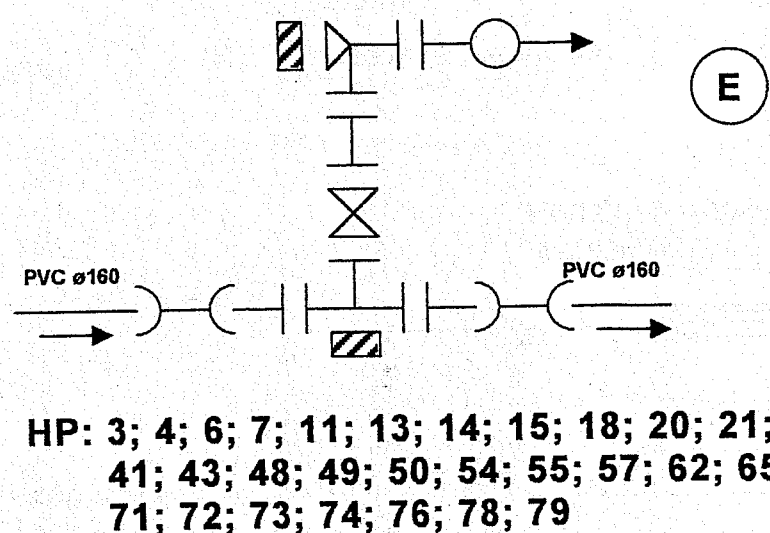 E
PVC ø160
PVC ø160
HP: 3; 4; 6; 7; 11; 13; 14; 15; 18; 20; 21;
41; 43; 48; 49; 50; 54; 55; 57; 62; 65
71; 72; 73; 74; 76; 78; 79